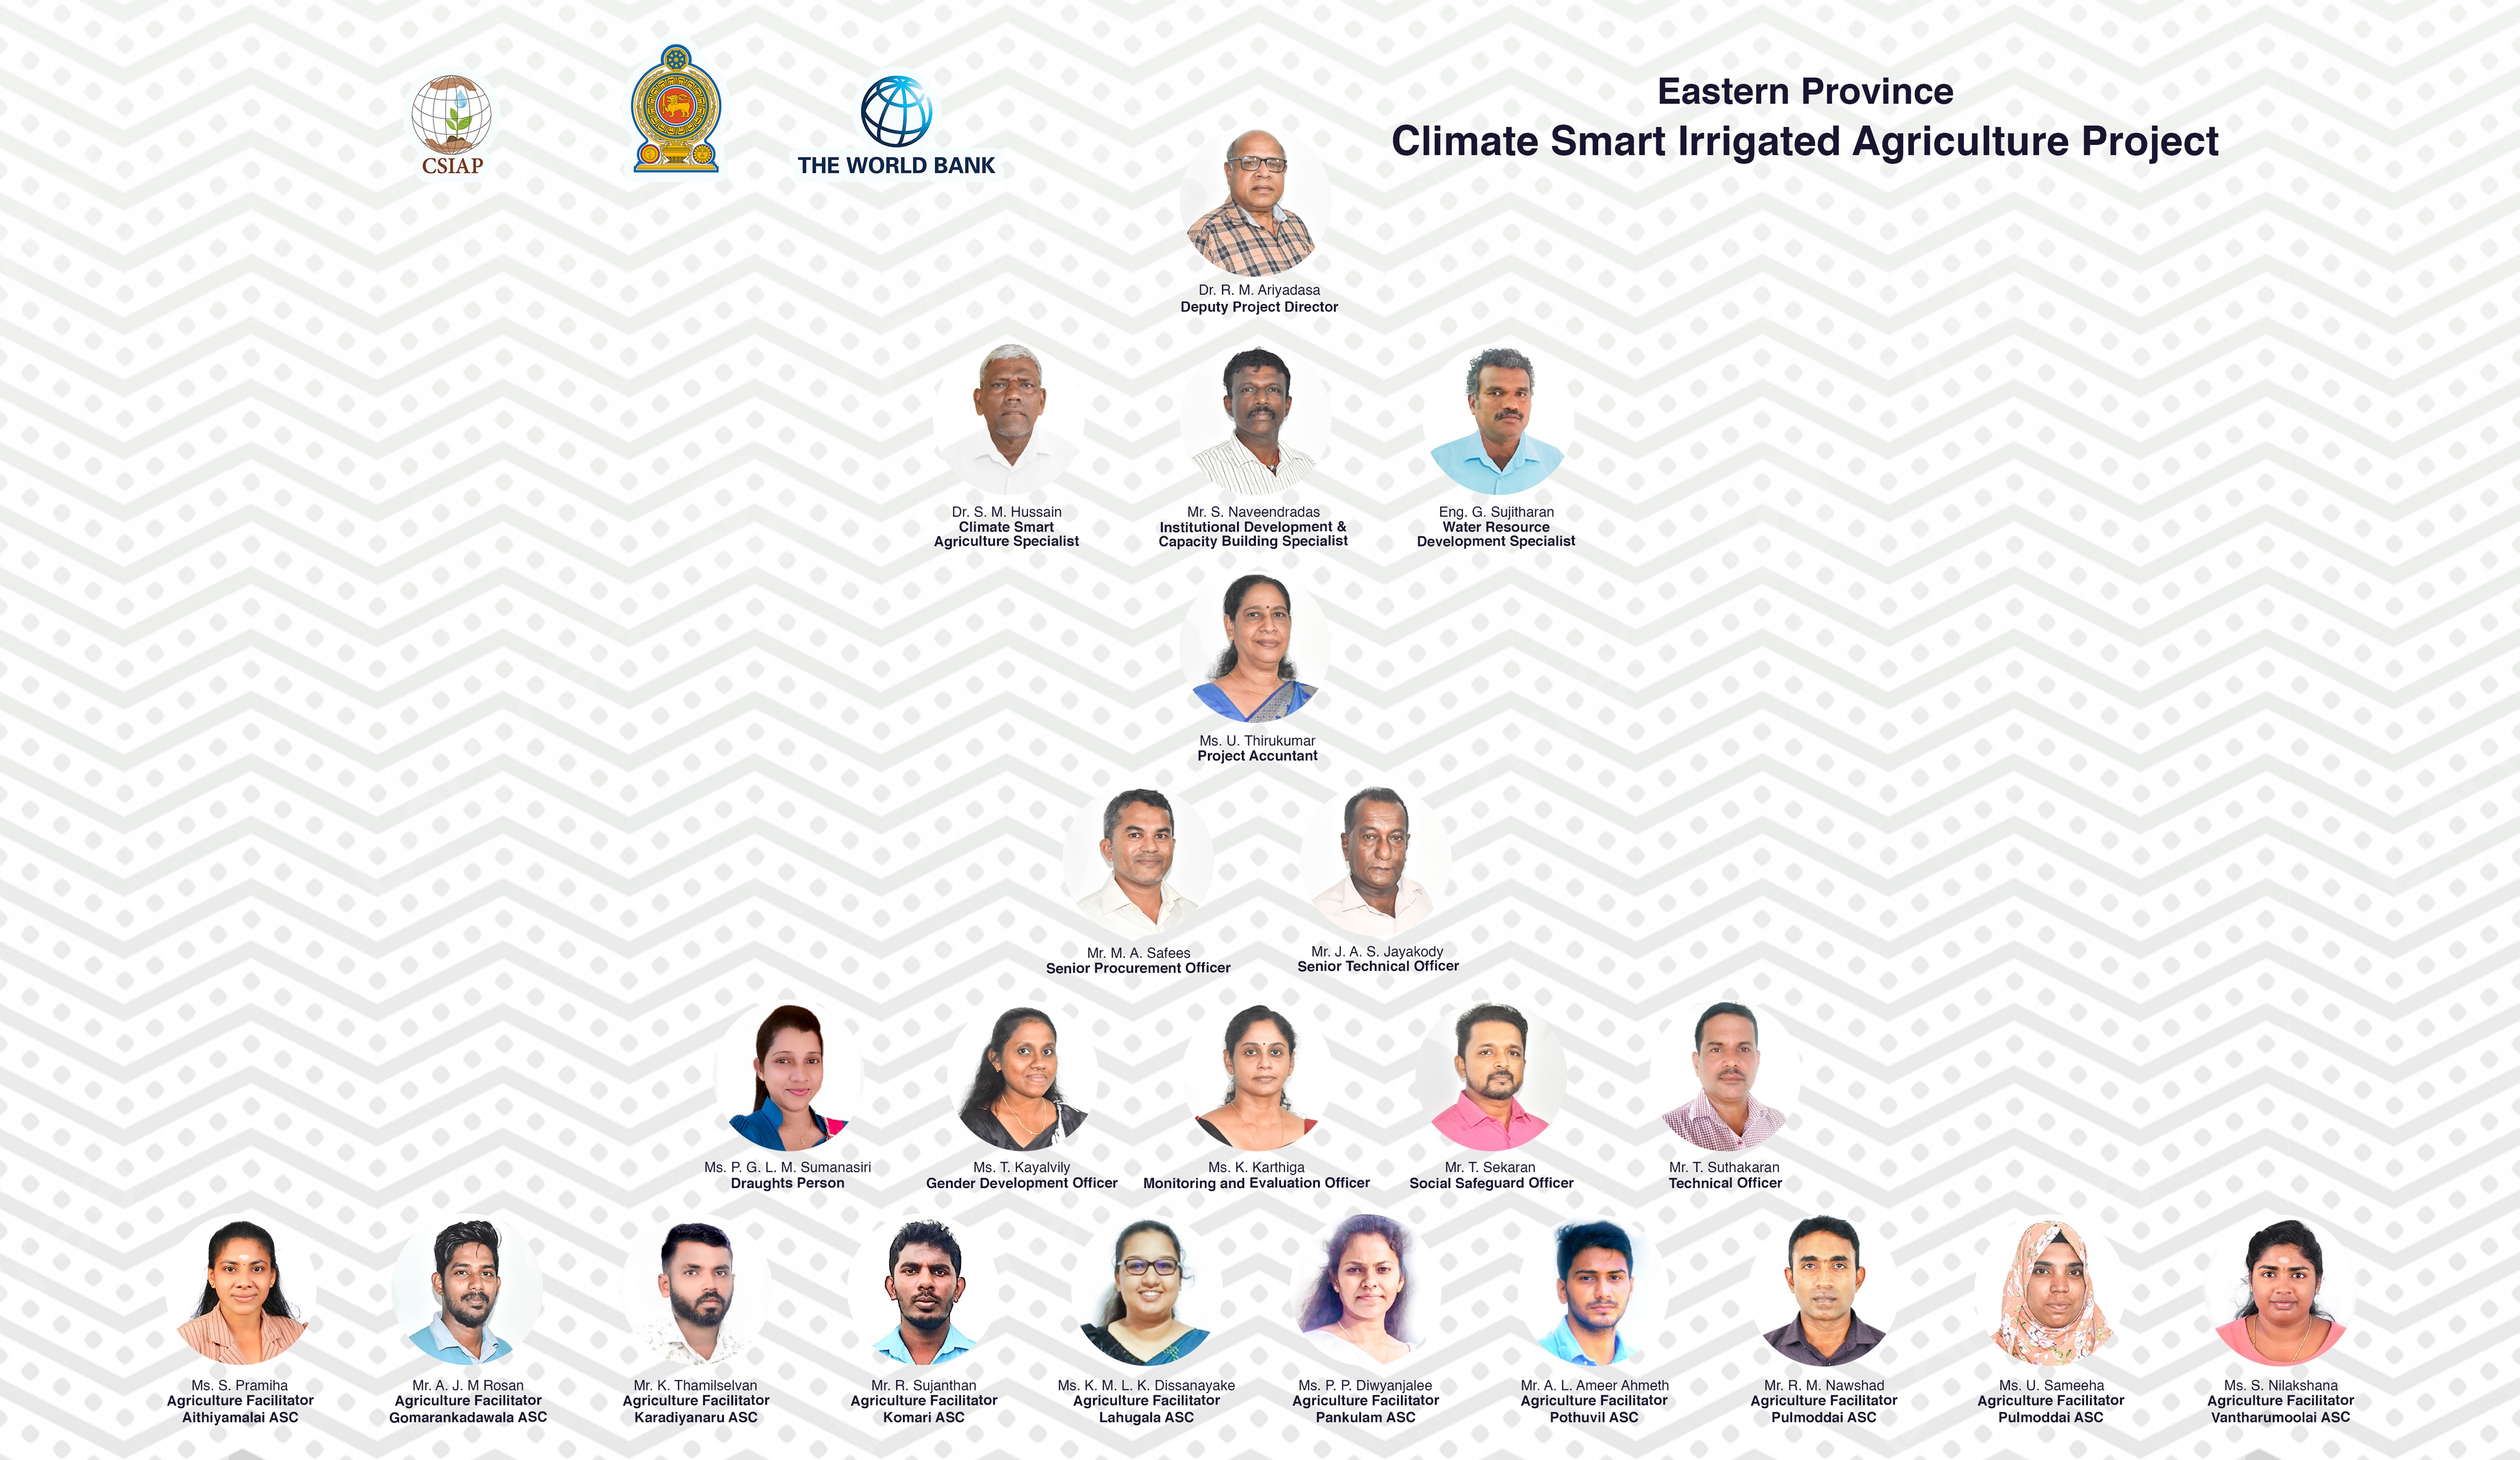 CSIAP
THE WORLD BANK
Eastern Province
Climate Smart Irrigated Agriculture Project
Dr. R. M. Ariyadasa
Deputy Project Director
Dr. S. M. Hussain
Climate Smart
Agriculture Specialist
Mr. S. Naveendradas
Institutional Development &
Capacity Building Specialist
Eng. G. Sujitharan
Water Resource
Development Specialist
Ms. U. Thirukumar
Project Accuntant
Mr. M. A. Safees
Senior Procurement Officer
Mr. J. A. S. Jayakody
Senior Technical Officer
Ms. P. G. L. M. Sumanasiri
Draughts Person
Ms. T. Kayalvily
Gender Development Officer
Ms. K. Karthiga
Monitoring and Evaluation Officer
Mr. T. Sekaran
Social Safeguard Officer
Mr. T. Suthakaran
Technical Officer
Ms. S. Pramiha
Agriculture Facilitator
Aithiyamalai ASC
Mr. A. J. M Rosan
Agriculture Facilitator
Gomarankadawala ASC
Mr. K. Thamilselvan
Agriculture Facilitator
Karadiyanaru ASC
Mr. R. Sujanthan
Agriculture Facilitator
Komari ASC
Ms. K. M. L. K. Dissanayake
Agriculture Facilitator
Lahugala ASC
Ms. P. P. Diwyanjalee
Agriculture Facilitator
Pankulam ASC
Mr. A. L. Ameer Ahmeth
Agriculture Facilitator
Pothuvil ASC
Mr. R. M. Nawshad
Agriculture Facilitator
Pulmoddai ASC
Ms. U. Sameeha
Agriculture Facilitator
Pulmoddai ASC
Ms. S. Nilakshana
Agriculture Facilitator
Vantharumoolai ASC